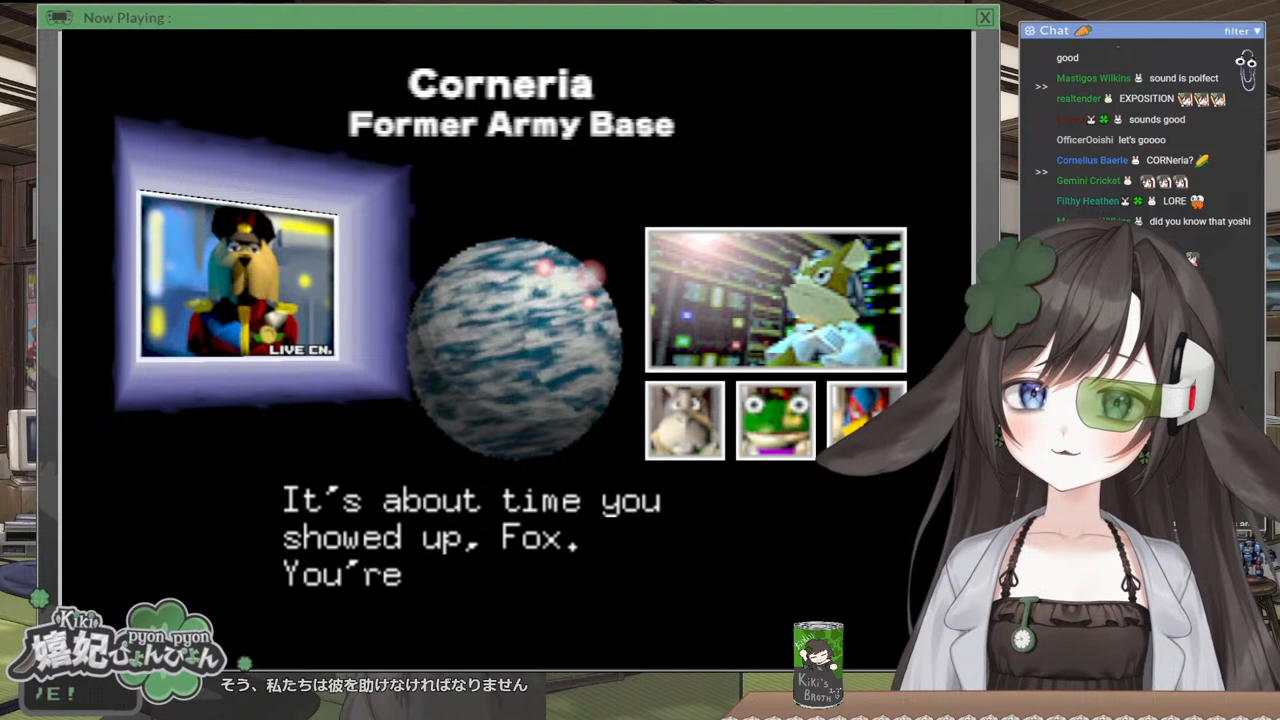 Now Playing :
X
Corneria
Former Army Base
LIVE CN.
It's about time you
showed up, Fox.
You're
Chat
filter ▼
good
>> Mastigos Wilkins sound is poifect
realtender EXPOSITION
sounds good
OfficerOoishi let's goooo
Cornelius Baerle CORNeria?
>> Gemini Cricket
Filthy Heathen LORE
did you know that yoshi
Kiki
嬉妃ぴょんぴょん
pyon pyon
E!
そう、私たちは彼を助けなければなりません
KiKi's
BROTH